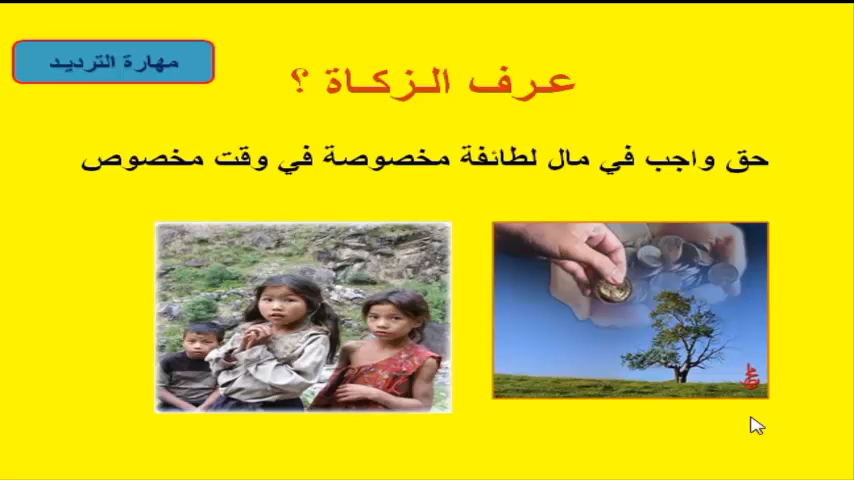 مهارة الترديد
عرف الزكاة ؟
حق واجب في مال لطائفة مخصوصة في وقت مخصوص